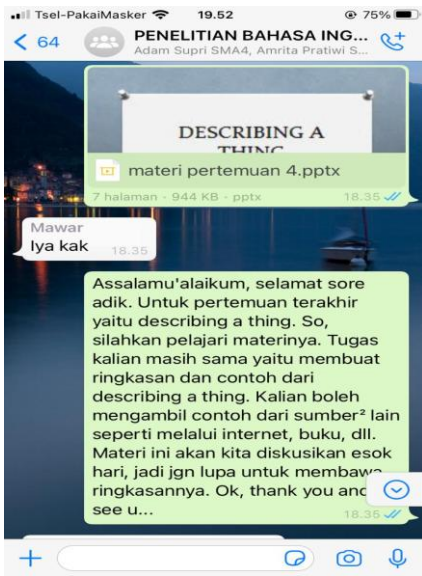 Tsel-PakaiMasker 19.52 75%
64 PENELITIAN BAHASA ING...
Adam Supri SMA4, Amrita Pratiwi S...
DESCRIBING A
THING
materi pertemuan 4.pptx
7 halaman · 944 KB · pptx 18.35
Mawar
Iya kak 18.35
Assalamu'alaikum, selamat sore
adik. Untuk pertemuan terakhir
yaitu describing a thing. So,
silahkan pelajari materinya. Tugas
kalian masih sama yaitu membuat
ringkasan dan contoh dari
describing a thing. Kalian boleh
mengambil contoh dari sumber² lain
seperti melalui internet, buku, dll.
Materi ini akan kita diskusikan esok
hari, jadi jgn lupa untuk membawa
ringkasannya. Ok, thank you and
see u... 18.35